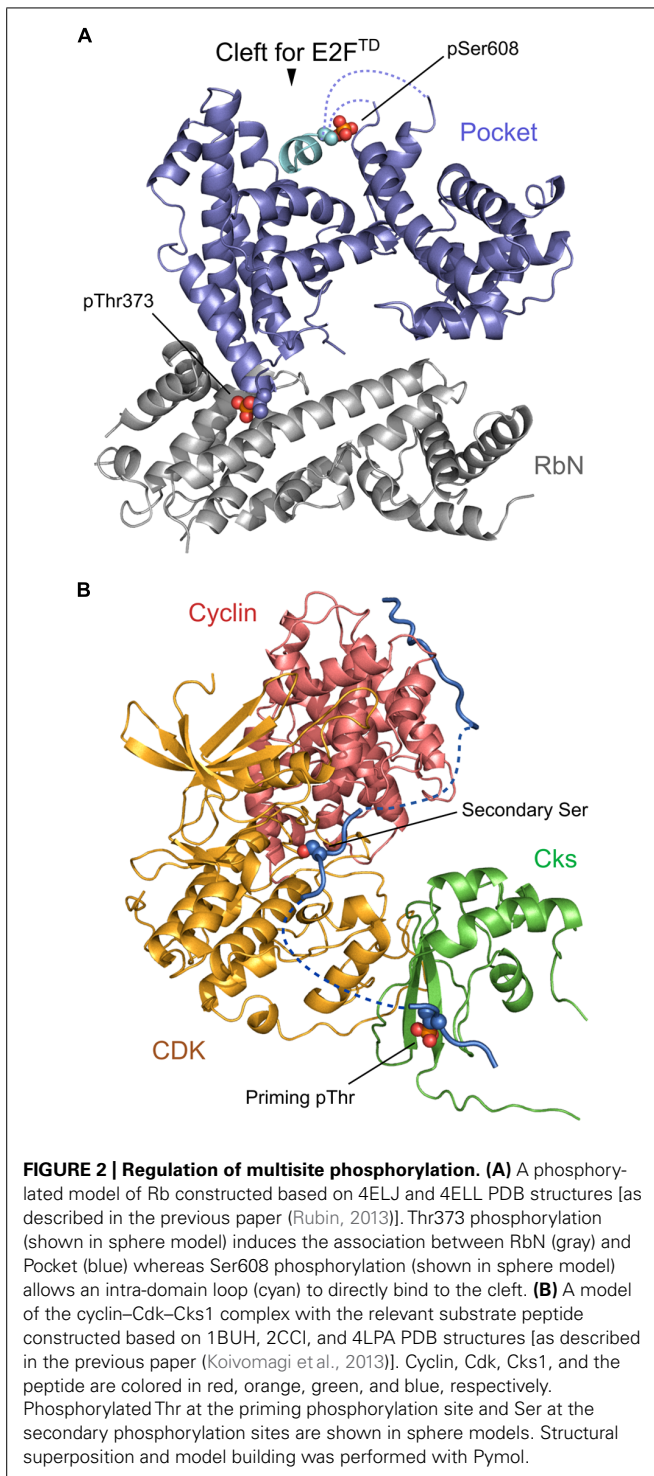 A
Cleft for E2FTD
pSer608
Pocket
pThr373
RbN
B
Cyclin
Secondary Ser
Cks
CDK
Priming pThr
FIGURE 2 | Regulation of multisite phosphorylation. (A) A phosphory-
lated model of Rb constructed based on 4ELJ and 4ELL PDB structures [as
described in the previous paper (Rubin, 2013)]. Thr373 phosphorylation
(shown in sphere model) induces the association between RbN (gray) and
Pocket (blue) whereas Ser608 phosphorylation (shown in sphere model)
allows an intra-domain loop (cyan) to directly bind to the cleft. (B) A model
of the cyclin–Cdk–Cks1 complex with the relevant substrate peptide
constructed based on 1BUH, 2CCI, and 4LPA PDB structures [as described
in the previous paper (Koivomagi et al., 2013)]. Cyclin, Cdk, Cks1, and the
peptide are colored in red, orange, green, and blue, respectively.
Phosphorylated Thr at the priming phosphorylation site and Ser at the
secondary phosphorylation sites are shown in sphere models. Structural
superposition and model building was performed with Pymol.